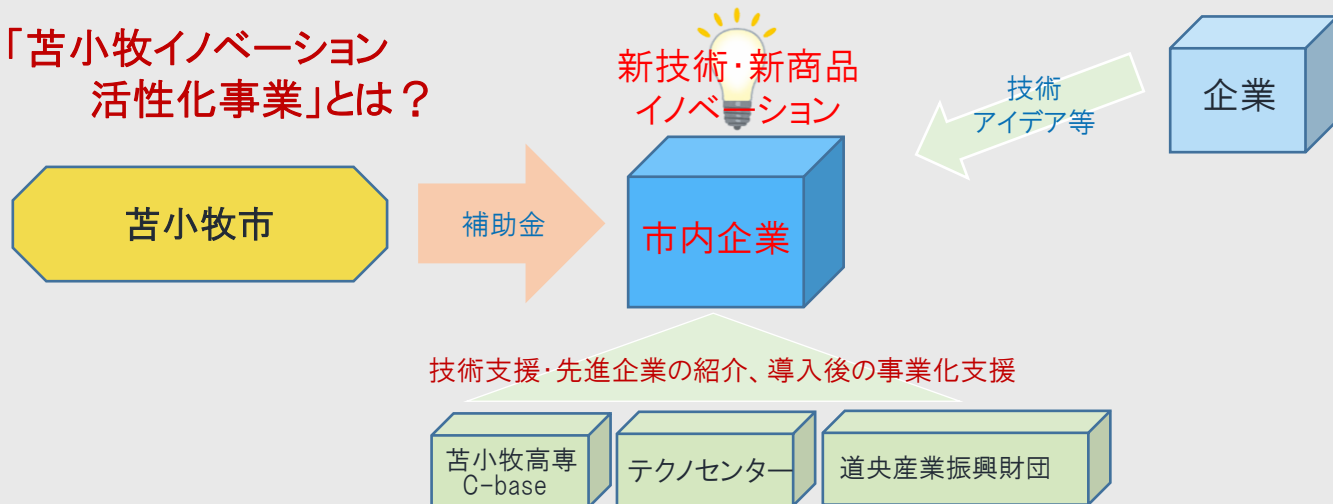 「苫小牧イノベーション
活性化事業」とは？
新技術・新商品
イノベーション
技術
アイデア等
企業
苫小牧市
補助金
市内企業
技術支援・先進企業の紹介、導入後の事業化支援
苫小牧高専
C-base
テクノセンター
道央産業振興財団